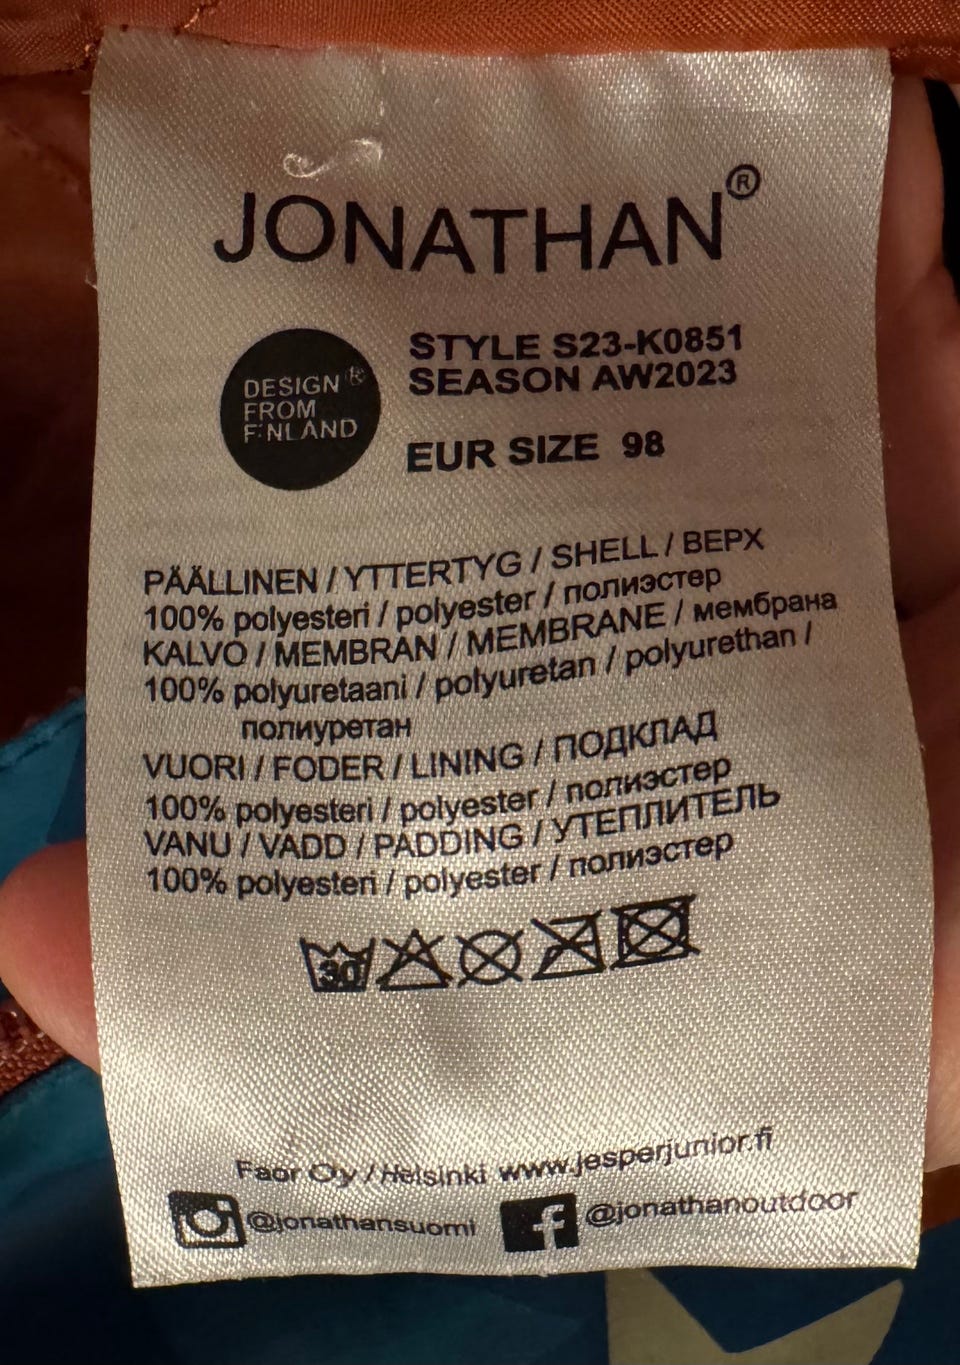 JONATHAN®
DESIGN®
FROM
FINLAND
STYLE S23-K0851
SEASON AW2023
EUR SIZE 98
PÄÄLLINEN / YTTERTYG / SHELL / ВЕРХ
100% polyesteri / polyester / полиэстер
KALVO / MEMBRAN / MEMBRANE / мембрана
100% polyuretaani / polyuretan / polyurethan /
полиуретан
VUORI / FODER / LINING / ПОДКЛАД
100% polyesteri / polyester / полиэстер
VANU / VADD / PADDING / УТЕПЛИТЕЛЬ
100% polyesteri / polyester / полиэстер
30
Faor Oy / Helsinki www.jesperjunior.fi
@jonathansuomi
@jonathanoutdoor